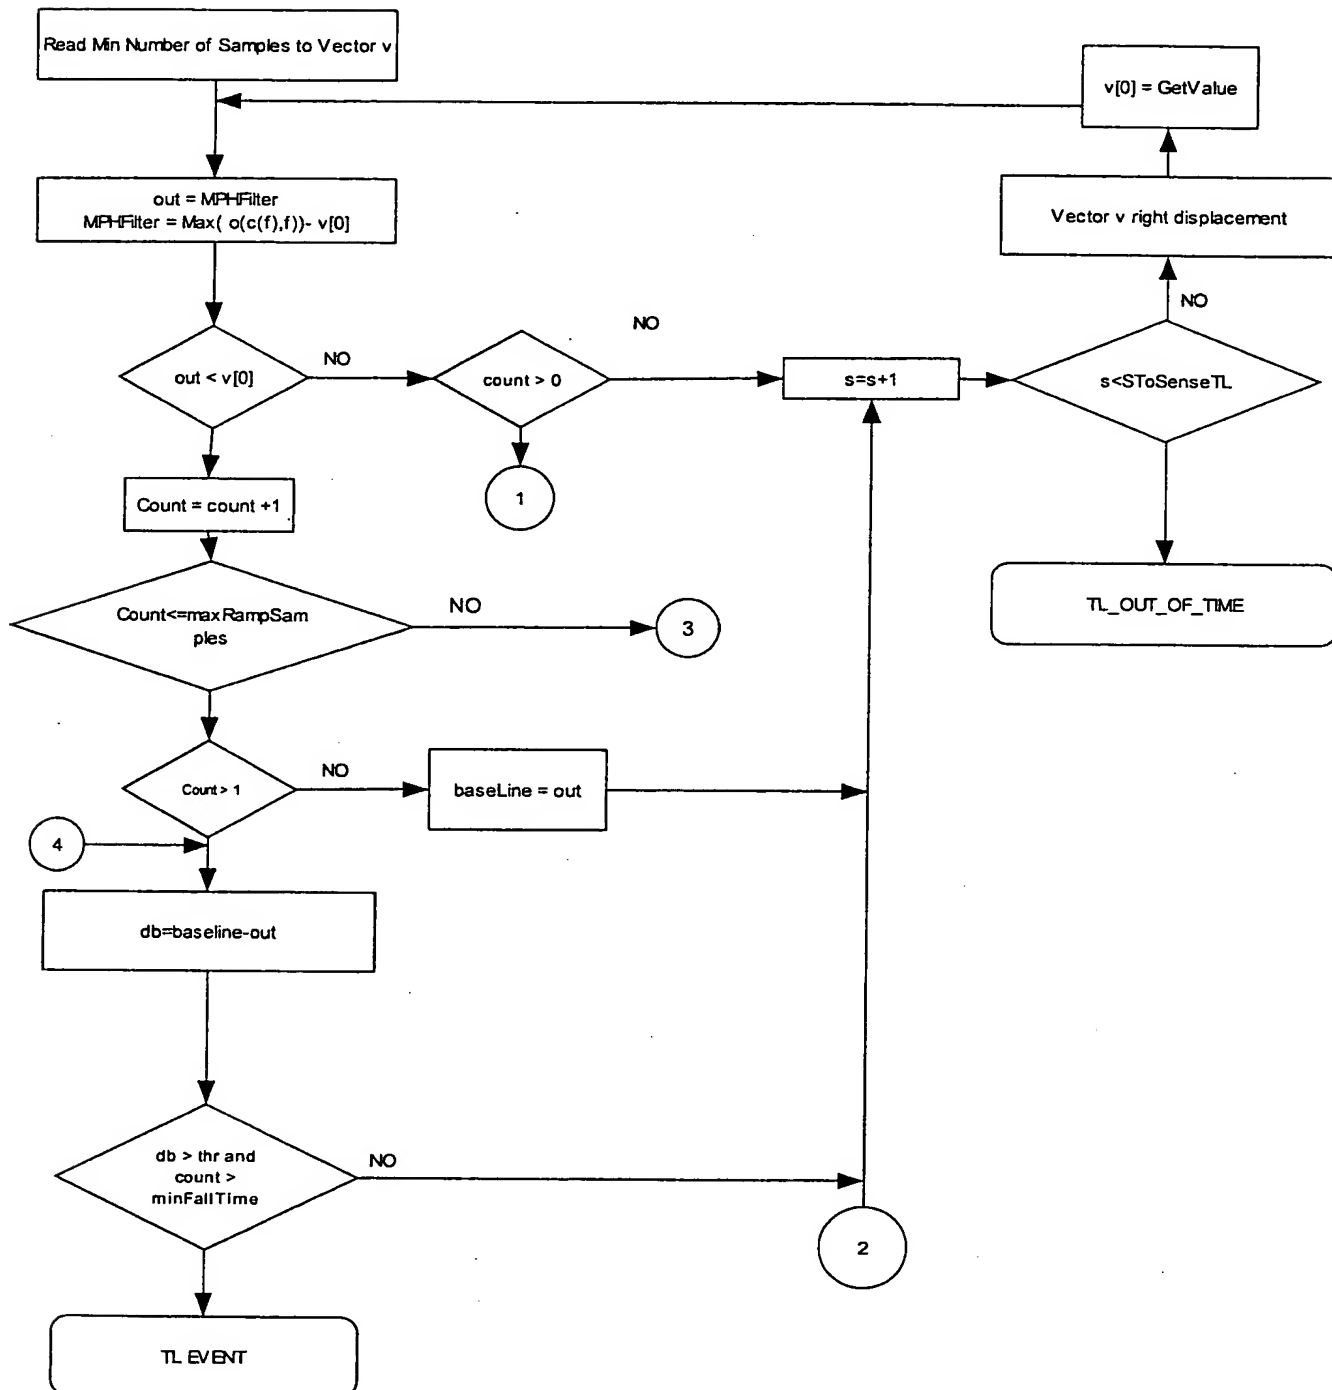 Read Min Number of Samples to Vector v
v[0] = GetValue
out = MPHFilter
MPHFilter = Max( o(c(f),f))- v[0]
Vector v right displacement
NO
out < v[0]
NO
count > 0
NO
s=s+1
s<SToSenseTL
1
Count = count +1
TL_OUT_OF_TIME
Count<=maxRampSam
ples
NO
3
Count > 1
NO
baseLine = out
4
db=baseline-out
db > thr and
count >
minFallTime
NO
2
TL EVENT